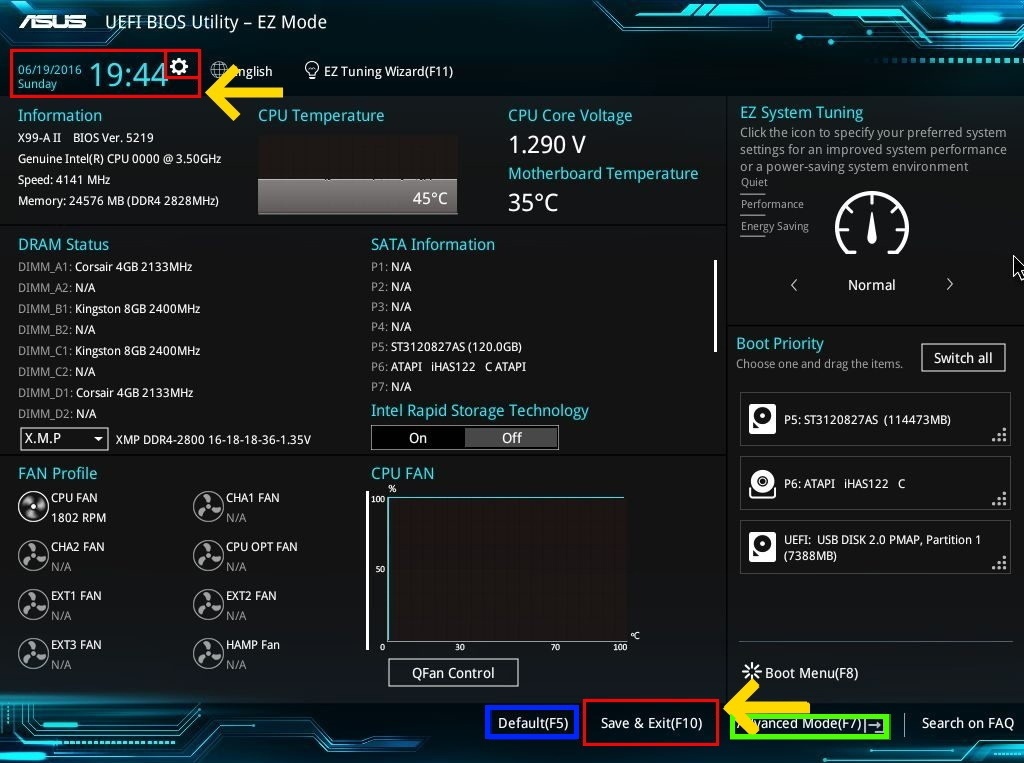 ASUS UEFI BIOS Utility – EZ Mode
06/19/2016
Sunday
19:44
English
EZ Tuning Wizard(F11)
Information
X99-A II BIOS Ver. 5219
Genuine Intel(R) CPU 0000 @ 3.50GHz
Speed: 4141 MHz
Memory: 24576 MB (DDR4 2828MHz)
CPU Temperature
45°C
CPU Core Voltage
1.290 V
Motherboard Temperature
35°C
EZ System Tuning
Click the icon to specify your preferred system
settings for an improved system performance
or a power-saving system environment
Quiet
Performance
Energy Saving
Normal
DRAM Status
DIMM_A1: Corsair 4GB 2133MHz
DIMM_A2: N/A
DIMM_B1: Kingston 8GB 2400MHz
DIMM_B2: N/A
DIMM_C1: Kingston 8GB 2400MHz
DIMM_C2: N/A
DIMM_D1: Corsair 4GB 2133MHz
DIMM_D2: N/A
X.M.P
XMP DDR4-2800 16-18-18-36-1.35V
SATA Information
P1: N/A
P2: N/A
P3: N/A
P4: N/A
P5: ST3120827AS (120.0GB)
P6: ATAPI iHAS122 C ATAPI
P7: N/A
Intel Rapid Storage Technology
On Off
Boot Priority
Choose one and drag the items.
Switch all
P5: ST3120827AS (114473MB)
P6: ATAPI iHAS122 C
UEFI: USB DISK 2.0 PMAP, Partition 1
(7388MB)
FAN Profile
CPU FAN
1802 RPM
CHA1 FAN
N/A
CHA2 FAN
N/A
CPU OPT FAN
N/A
EXT1 FAN
N/A
EXT2 FAN
N/A
EXT3 FAN
N/A
HAMP Fan
N/A
CPU FAN
%
100
50
0 30 70 100
°C
QFan Control
Boot Menu(F8)
Default(F5)
Save & Exit(F10)
Advanced Mode(F7)
Search on FAQ